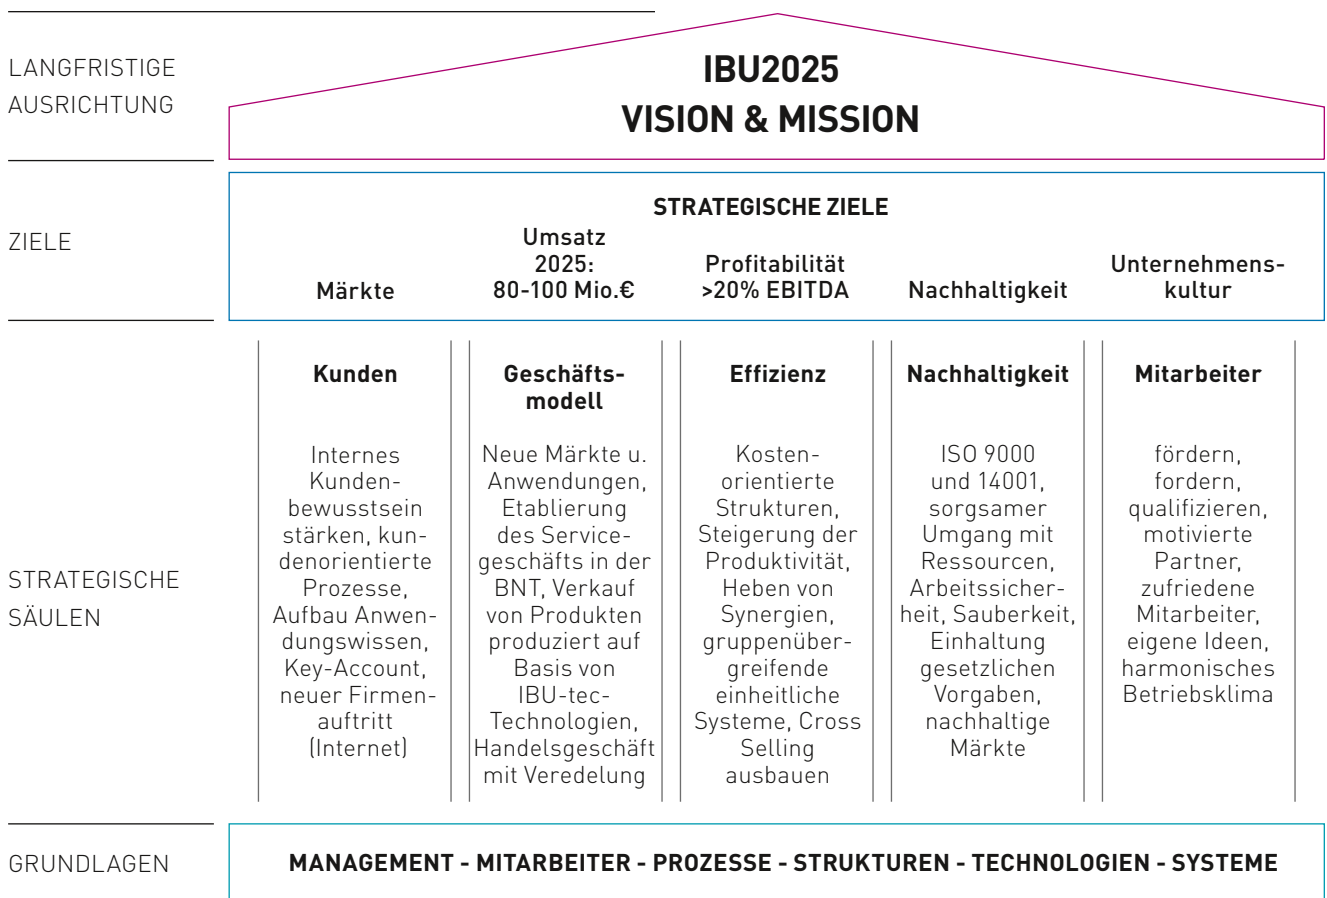 LANGFRISTIGE
AUSRICHTUNG
IBU2025
VISION & MISSION
ZIELE
STRATEGISCHE ZIELE
Märkte
Umsatz
2025:
80-100 Mio.€
Profitabilität
>20% EBITDA
Nachhaltigkeit
Unternehmens-
kultur
STRATEGISCHE
SÄULEN
Kunden
Internes
Kunden-
bewusstsein
stärken, kun-
denorientierte
Prozesse,
Aufbau Anwen-
dungswissen,
Key-Account,
neuer Firmen-
auftritt
(Internet)
Geschäfts-
modell
Neue Märkte u.
Anwendungen,
Etablierung
des Service-
geschäfts in der
BNT, Verkauf
von Produkten
produziert auf
Basis von
IBU-tec-
Technologien,
Handelsgeschäft
mit Veredelung
Effizienz
Kosten-
orientierte
Strukturen,
Steigerung der
Produktivität,
Heben von
Synergien,
gruppenüber-
greifende
einheitliche
Systeme, Cross
Selling
ausbauen
Nachhaltigkeit
ISO 9000
und 14001,
sorgsamer
Umgang mit
Ressourcen,
Arbeitssicher-
heit, Sauberkeit,
Einhaltung
gesetzlichen
Vorgaben,
nachhaltige
Märkte
Mitarbeiter
fördern,
fordern,
qualifizieren,
motivierte
Partner,
zufriedene
Mitarbeiter,
eigene Ideen,
harmonisches
Betriebsklima
GRUNDLAGEN
MANAGEMENT - MITARBEITER - PROZESSE - STRUKTUREN - TECHNOLOGIEN - SYSTEME